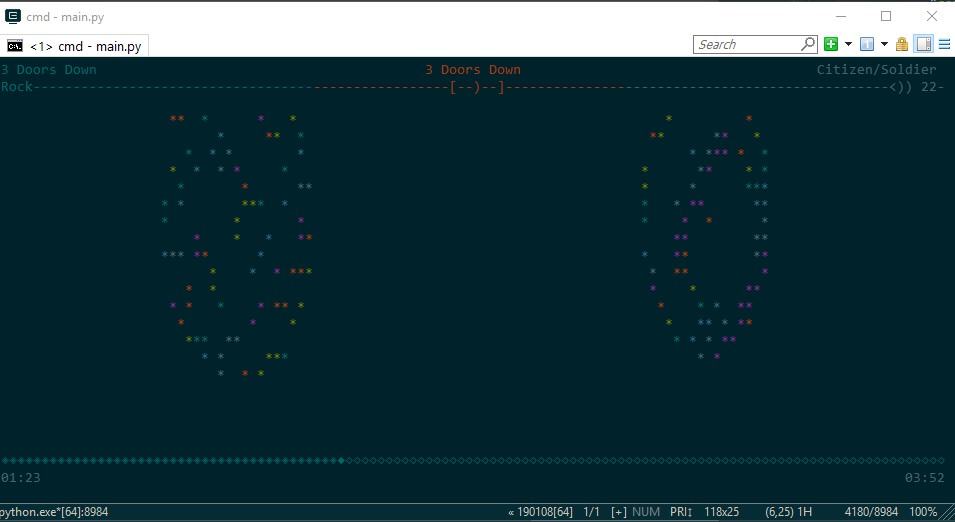 cmd - main.py
<1> cmd - main.py
Search
3 Doors Down 3 Doors Down Citizen/Soldier
Rock-----------------------------------------------------[--)--]------------------------------------------------<)) 22-
01:23 03:52
python.exe*[64]:8984 « 190108[64] 1/1 [+] NUM PRI↕ 118x25 (6,25) 1H 4180/8984 100%